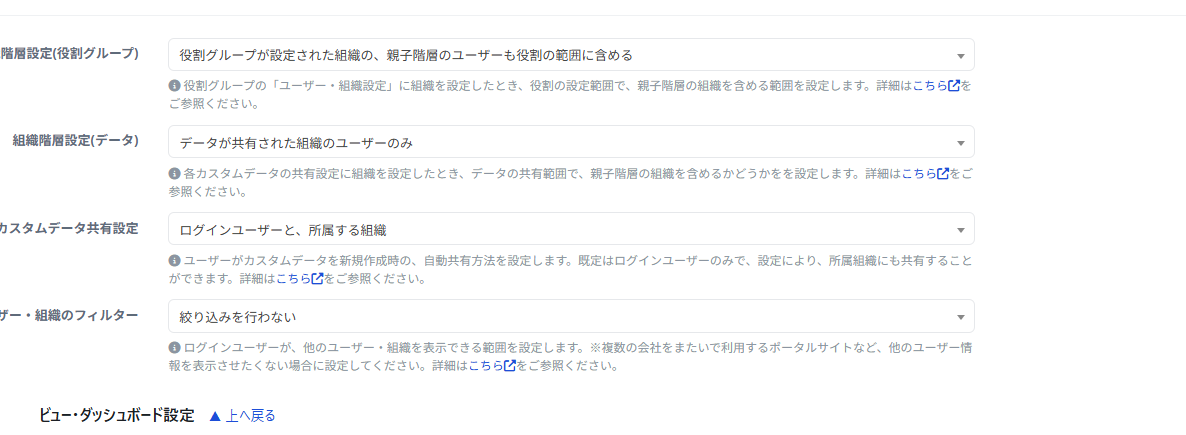 階層設定(役割グループ)
役割グループが設定された組織の、親子階層のユーザーも役割の範囲に含める
役割グループの「ユーザー・組織設定」に組織を設定したとき、役割の設定範囲で、親子階層の組織を含める範囲を設定します。詳細はこちらを
ご参照ください。
組織階層設定(データ)
データが共有された組織のユーザーのみ
各カスタムデータの共有設定に組織を設定したとき、データの共有範囲で、親子階層の組織を含めるかどうかをを設定します。詳細はこちらをご
参照ください。
カスタムデータ共有設定
ログインユーザーと、所属する組織
ユーザーがカスタムデータを新規作成時の、自動共有方法を設定します。既定はログインユーザーのみで、設定により、所属組織にも共有すること
ができます。詳細はこちらをご参照ください。
ザー・組織のフィルター
絞り込みを行わない
ログインユーザーが、他のユーザー・組織を表示できる範囲を設定します。※複数の会社をまたいで利用するポータルサイトなど、他のユーザー情
報を表示させたくない場合に設定してください。詳細はこちらをご参照ください。
ビュー・ダッシュボード設定 ▲ 上へ戻る